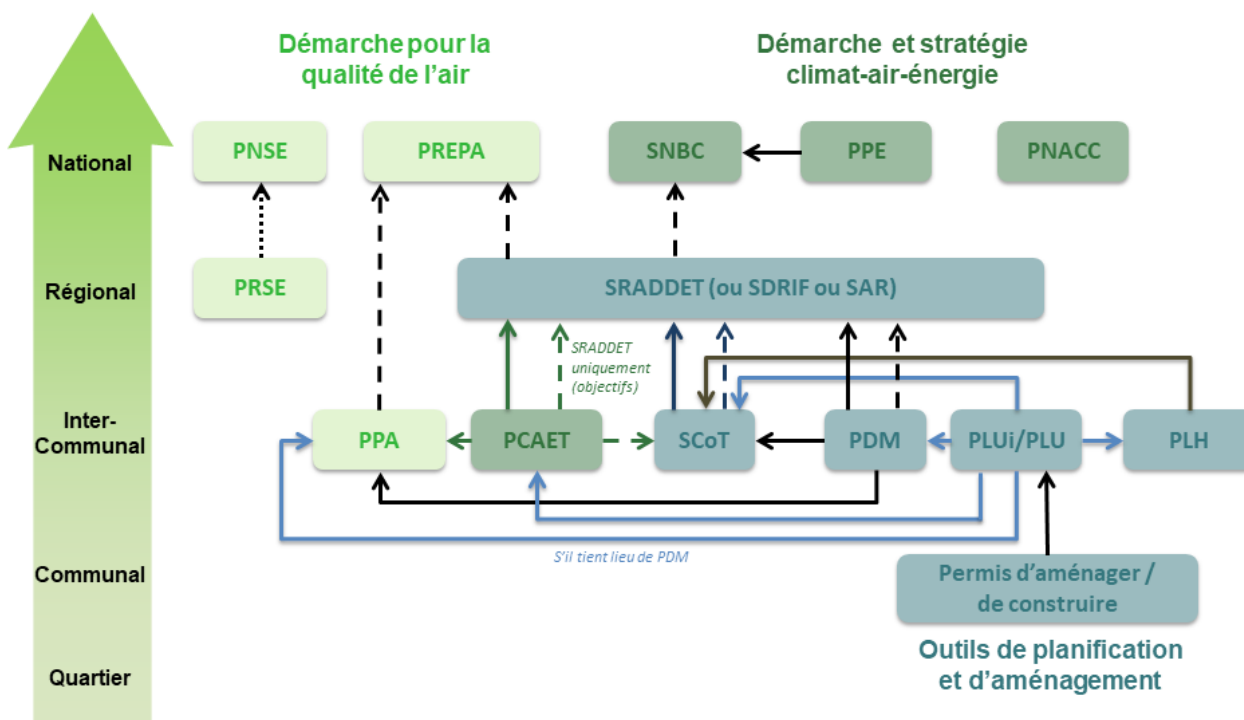 Démarche pour la
qualité de l'air
Démarche et stratégie
climat-air-énergie
National
PNSE
PREPA
SNBC
PPE
PNACC
Régional
PRSE
SRADDET (ou SDRIF ou SAR)
SRADDET
uniquement
(objectifs)
Inter-
Communal
PPA
PCAET
SCoT
PDM
PLUi/PLU
PLH
S'il tient lieu de PDM
Communal
Permis d'aménager /
de construire
Quartier
Outils de planification
et d'aménagement